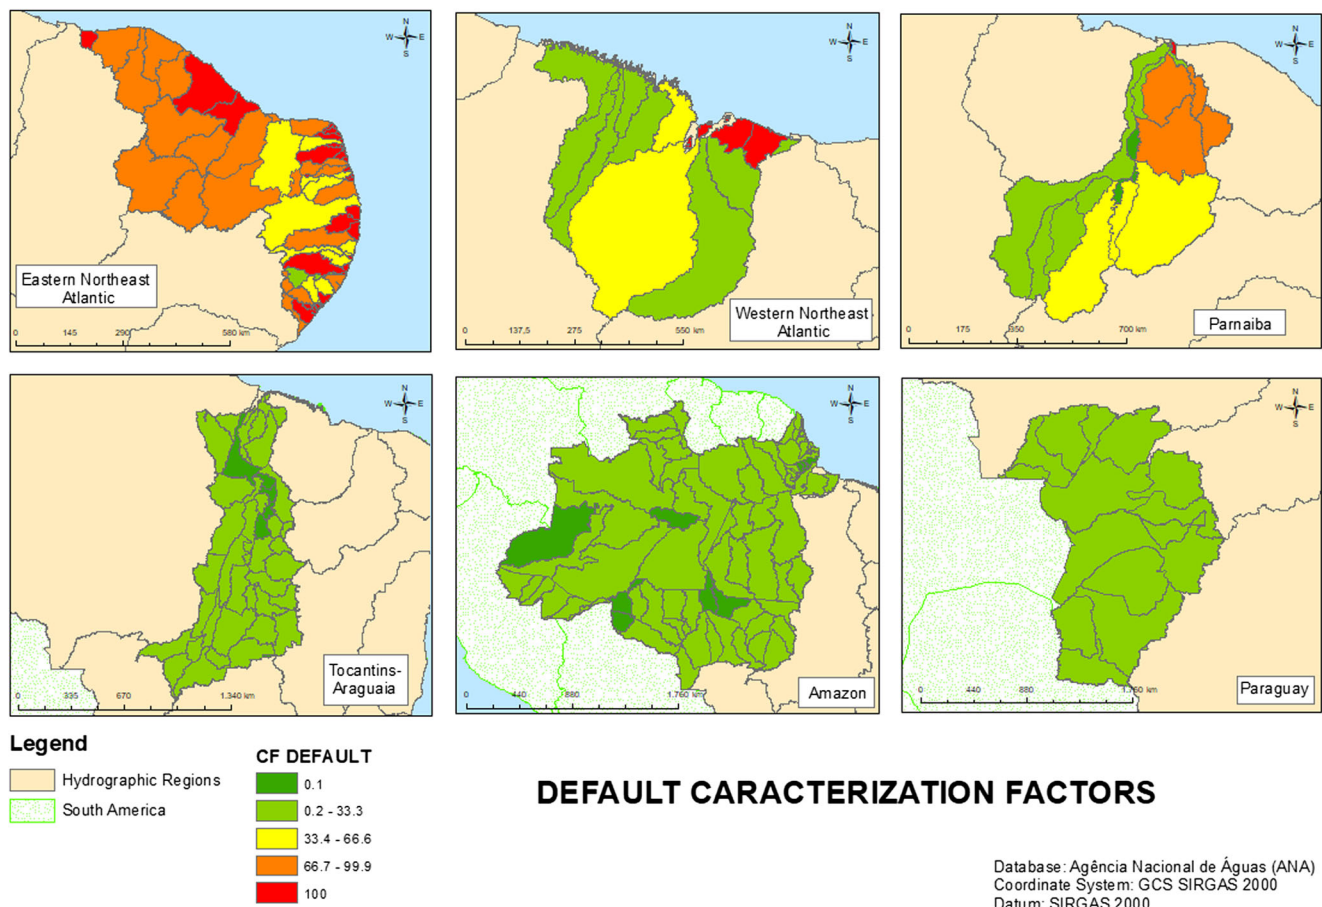 N
W E
S
Eastern Northeast
Atlantic
0 145 290 580 km
N
W E
S
Western Northeast
Atlantic
0 137,5 275 550 km
N
W E
S
Parnaiba
0 175 350 700 km
N
W E
S
Tocantins-
Araguaia
0 335 670 1.340 km
N
W E
S
Amazon
0 440 880 1.760 km
N
W E
S
Paraguay
0 440 880 1.760 km
Legend
Hydrographic Regions
South America
CF DEFAULT
0.1
0.2 - 33.3
33.4 - 66.6
66.7 - 99.9
100
DEFAULT CARACTERIZATION FACTORS
Database: Agência Nacional de Águas (ANA)
Coordinate System: GCS SIRGAS 2000
Datum: SIRGAS 2000